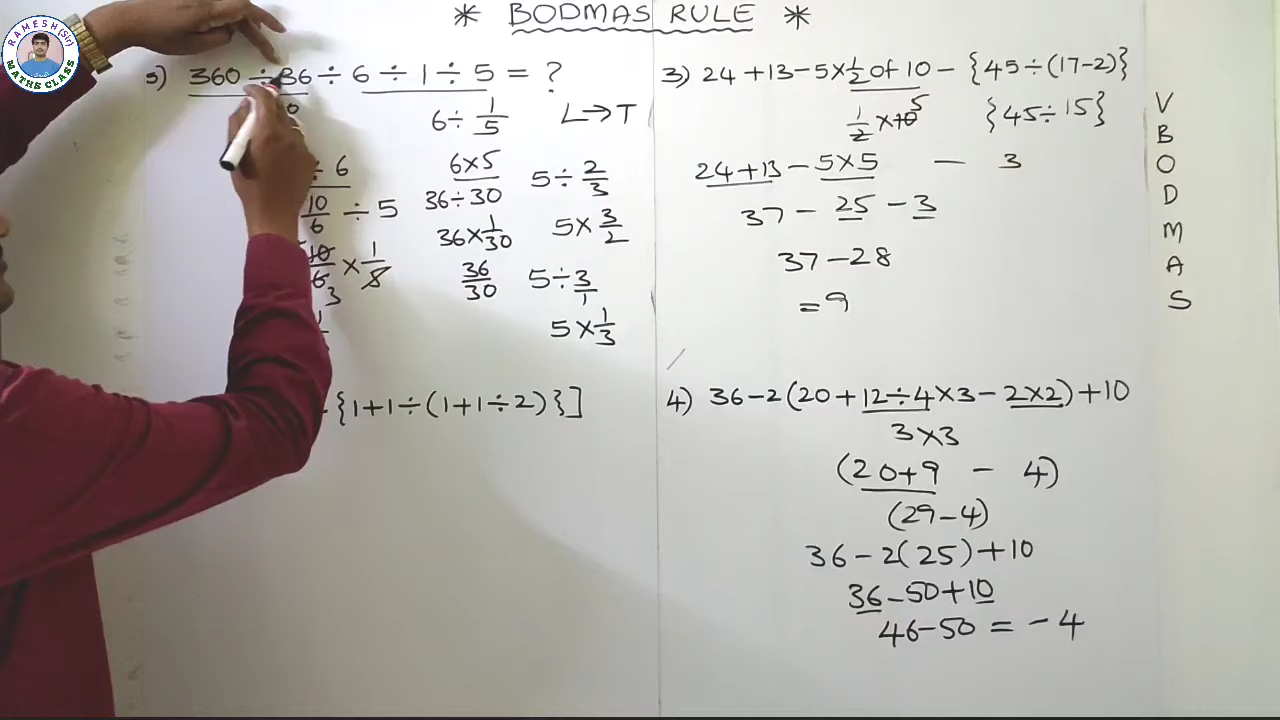 * BODMAS RULE *
RAMESH (Sir)
MATHS CLASS
5) 360 ÷ 36 ÷ 6 ÷ 1 ÷ 5 = ?
6 ÷ 1/5
L → T
÷ 6
6×5
5 ÷ 2/3
10/6 ÷ 5
36 ÷ 30
5 × 3/2
10/6 × 1/5
3
36 × 1/30
36/30
5 ÷ 3/1
5 × 1/3
{1+1÷(1+1÷2)}]
3) 24 + 13 - 5 × 1/2 of 10 - {45 ÷ (17-2)}
1/2 × 10 5
{45 ÷ 15}
24 + 13 - 5×5 - 3
37 - 25 - 3
37 - 28
= 9
4) 36 - 2(20 + 12÷4×3 - 2×2) + 10
3×3
(20+9 - 4)
(29-4)
36 - 2(25) + 10
36 - 50 + 10
46 - 50 = - 4
V
B
O
D
M
A
S